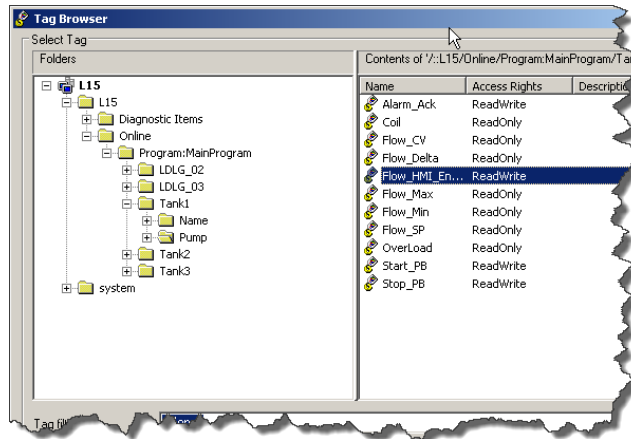 Tag Browser
Select Tag
Folders
Contents of '/::L15/Online/Program:MainProgram/Ta
L15
L15
Diagnostic Items
Online
Program:MainProgram
LDLG_02
LDLG_03
Tank1
Name
Pump
Tank2
Tank3
system
Name Access Rights Descriptio
Alarm_Ack ReadWrite
Coil ReadOnly
Flow_CV ReadOnly
Flow_Delta ReadOnly
Flow_HMI_En... ReadWrite
Flow_Max ReadOnly
Flow_Min ReadOnly
Flow_SP ReadOnly
OverLoad ReadOnly
Start_PB ReadWrite
Stop_PB ReadWrite
Tag